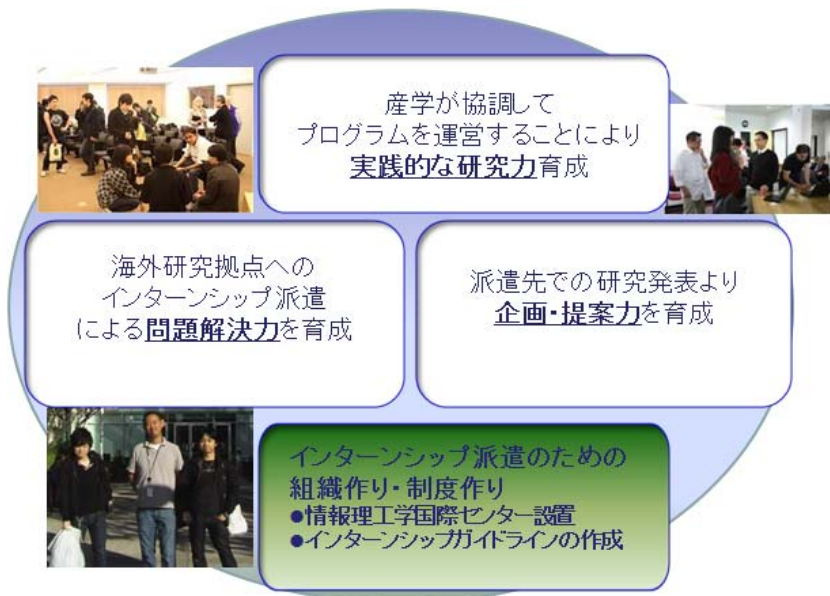 産学が協調して
プログラムを運営することにより
実践的な研究力育成
海外研究拠点への
インターンシップ派遣
による問題解決力を育成
派遣先での研究発表より
企画・提案力を育成
インターンシップ派遣のための
組織作り・制度作り
●情報理工学国際センター設置
●インターンシップガイドラインの作成